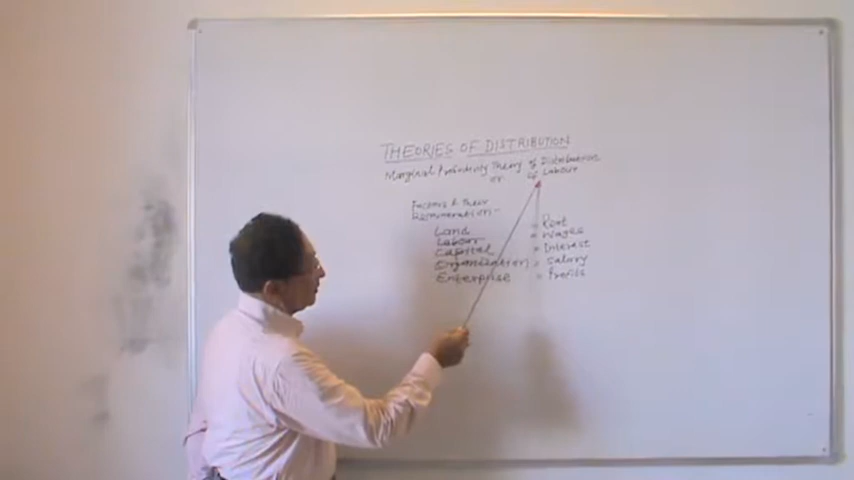 THEORIES OF DISTRIBUTION
Marginal Productivity Theory of Distribution
or of Labour
Factors & their
Remuneration -
Land = Rent
Labour = Wages
Capital = Interest
Organization = Salary
Enterprise = Profits